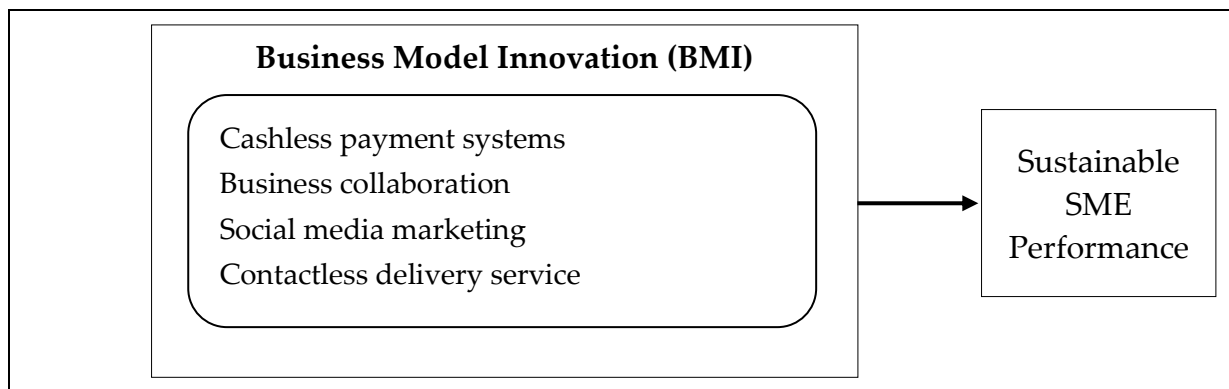 Business Model Innovation (BMI)
Cashless payment systems
Business collaboration
Social media marketing
Contactless delivery service
Sustainable
SME
Performance